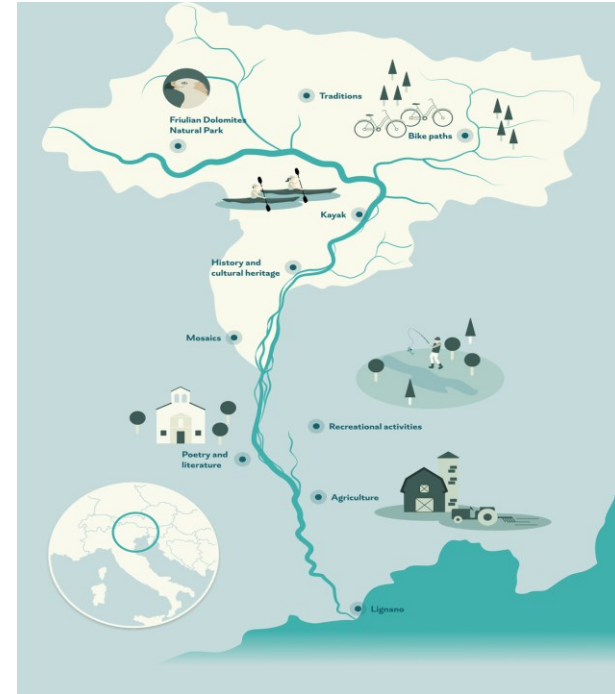 Traditions
Friulian Dolomites
Natural Park
Bike paths
Kayak
History and
cultural heritage
Mosaics
Recreational activities
Poetry and
literature
Agriculture
Lignano